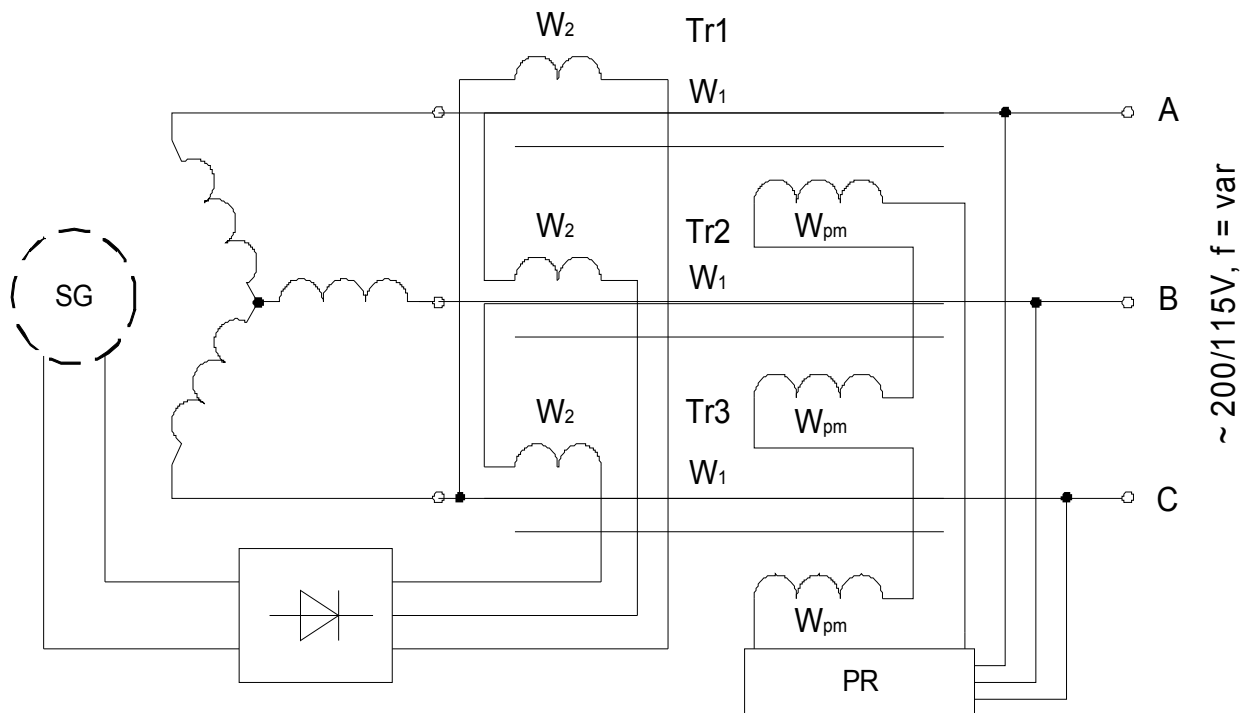 W₂ Tr1
W₁
A
W₂ Tr2 Wpm
W₁
SG
B
~ 200/115V, f = var
W₂ Tr3 Wpm
W₁
C
Wpm
PR